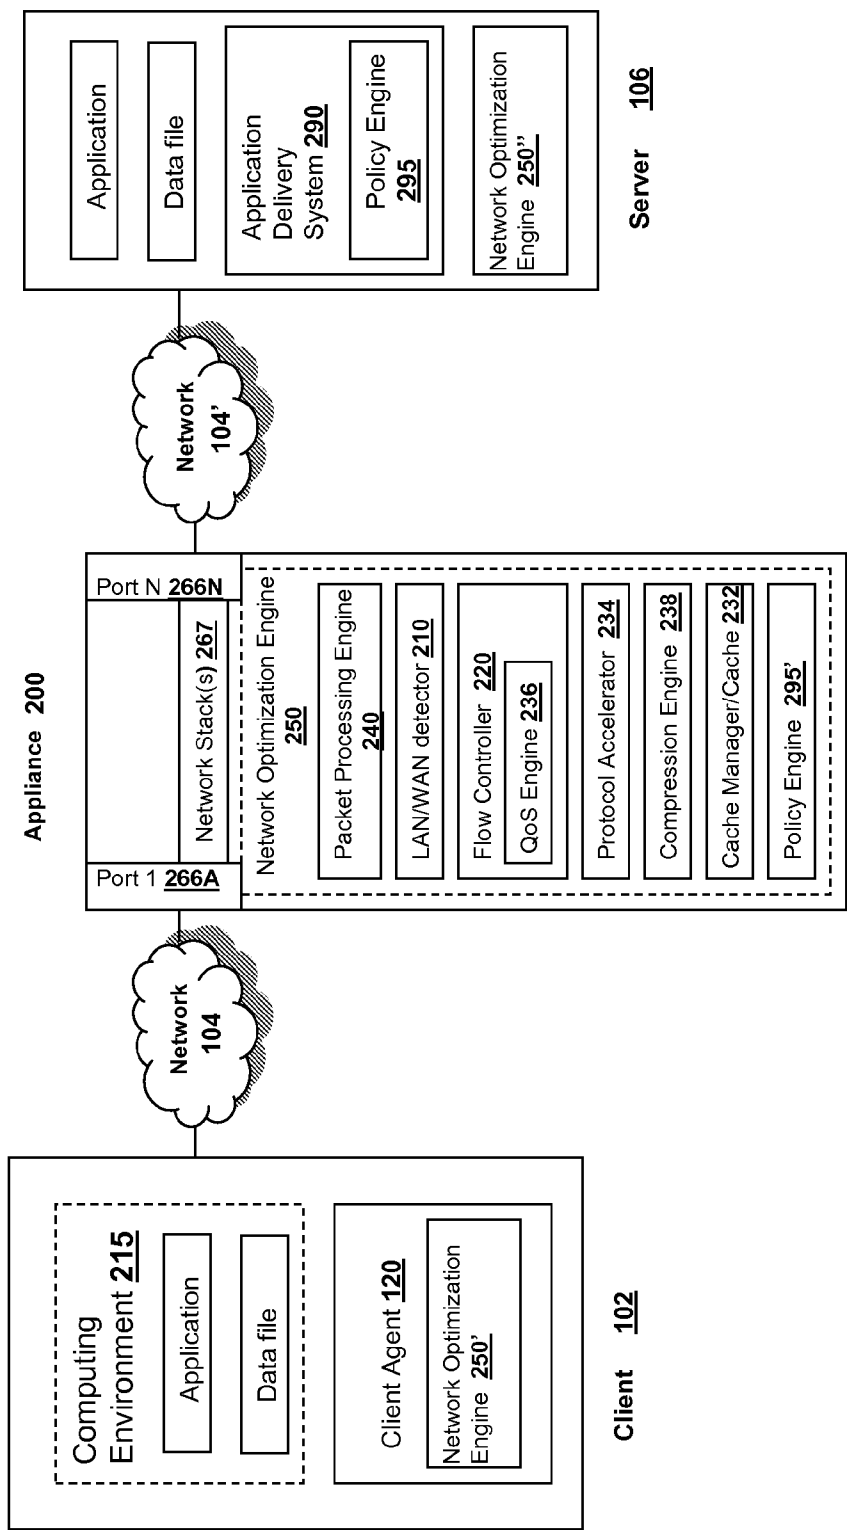 Appliance 200
Computing
Environment 215
Application
Data file
Client Agent 120
Network Optimization
Engine 250'
Client 102
Network
104
Port 1 266A
Port N 266N
Network Stack(s) 267
Network Optimization Engine
250
Packet Processing Engine
240
LAN/WAN detector 210
Flow Controller 220
QoS Engine 236
Protocol Accelerator 234
Compression Engine 238
Cache Manager/Cache 232
Policy Engine 295'
Network
104'
Application
Data file
Application
Delivery
System 290
Policy Engine
295
Network Optimization
Engine 250''
Server 106